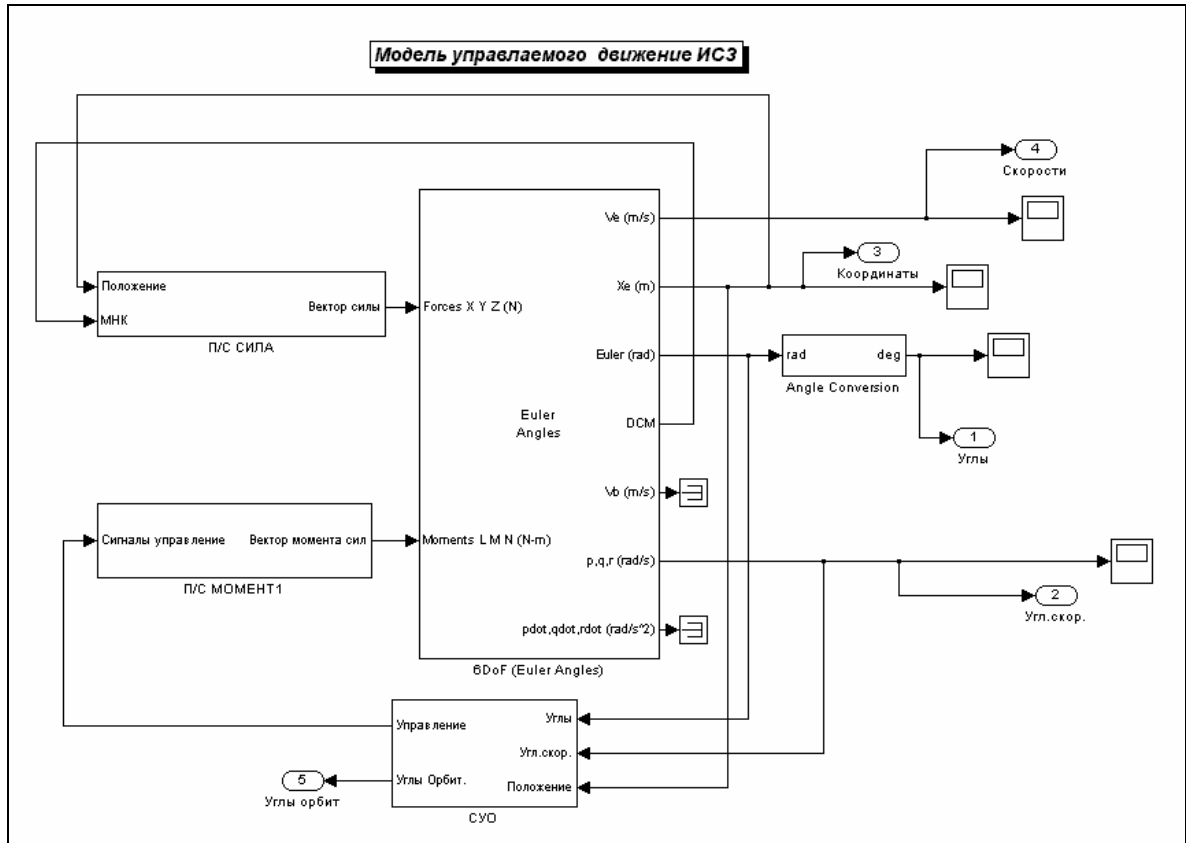 Модель управлаемого движение ИСЗ
4
Скорости
Ve (m/s)
3
Координаты
Положение
Xe (m)
Вектор силы
Forces X Y Z (N)
МНК
П/С СИЛА
Euler (rad)
rad
deg
Angle Conversion
Euler
Angles
DCM
1
Углы
Vb (m/s)
Сигналы управление
Вектор момента сил
Moments L M N (N-m)
p,q,r (rad/s)
П/С МОМЕНТ1
2
Угл.скор.
pdot,qdot,rdot (rad/s^2)
6DoF (Euler Angles)
Управление
Углы
Угл.скор.
5
Углы Орбит.
Положение
Углы орбит
СУО